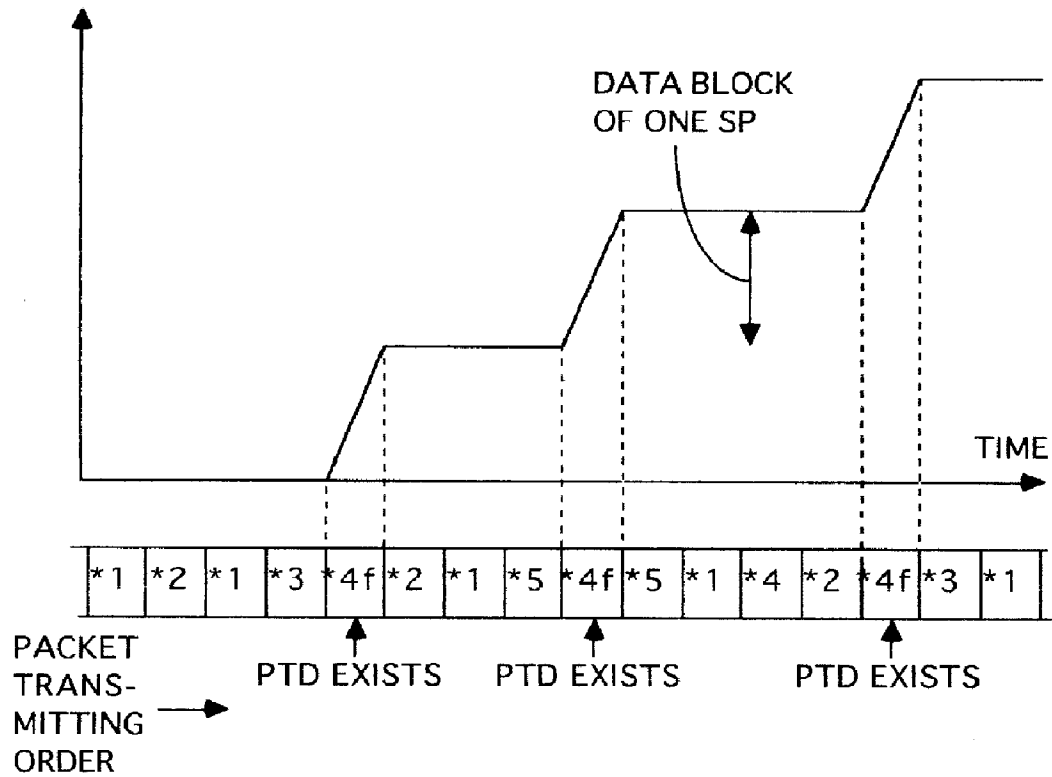 DATA BLOCK
OF ONE SP
TIME
*1 *2 *1 *3 *4f *2 *1 *5 *4f *5 *1 *4 *2 *4f *3 *1
PTD EXISTS PTD EXISTS PTD EXISTS
PACKET
TRANS-
MITTING
ORDER